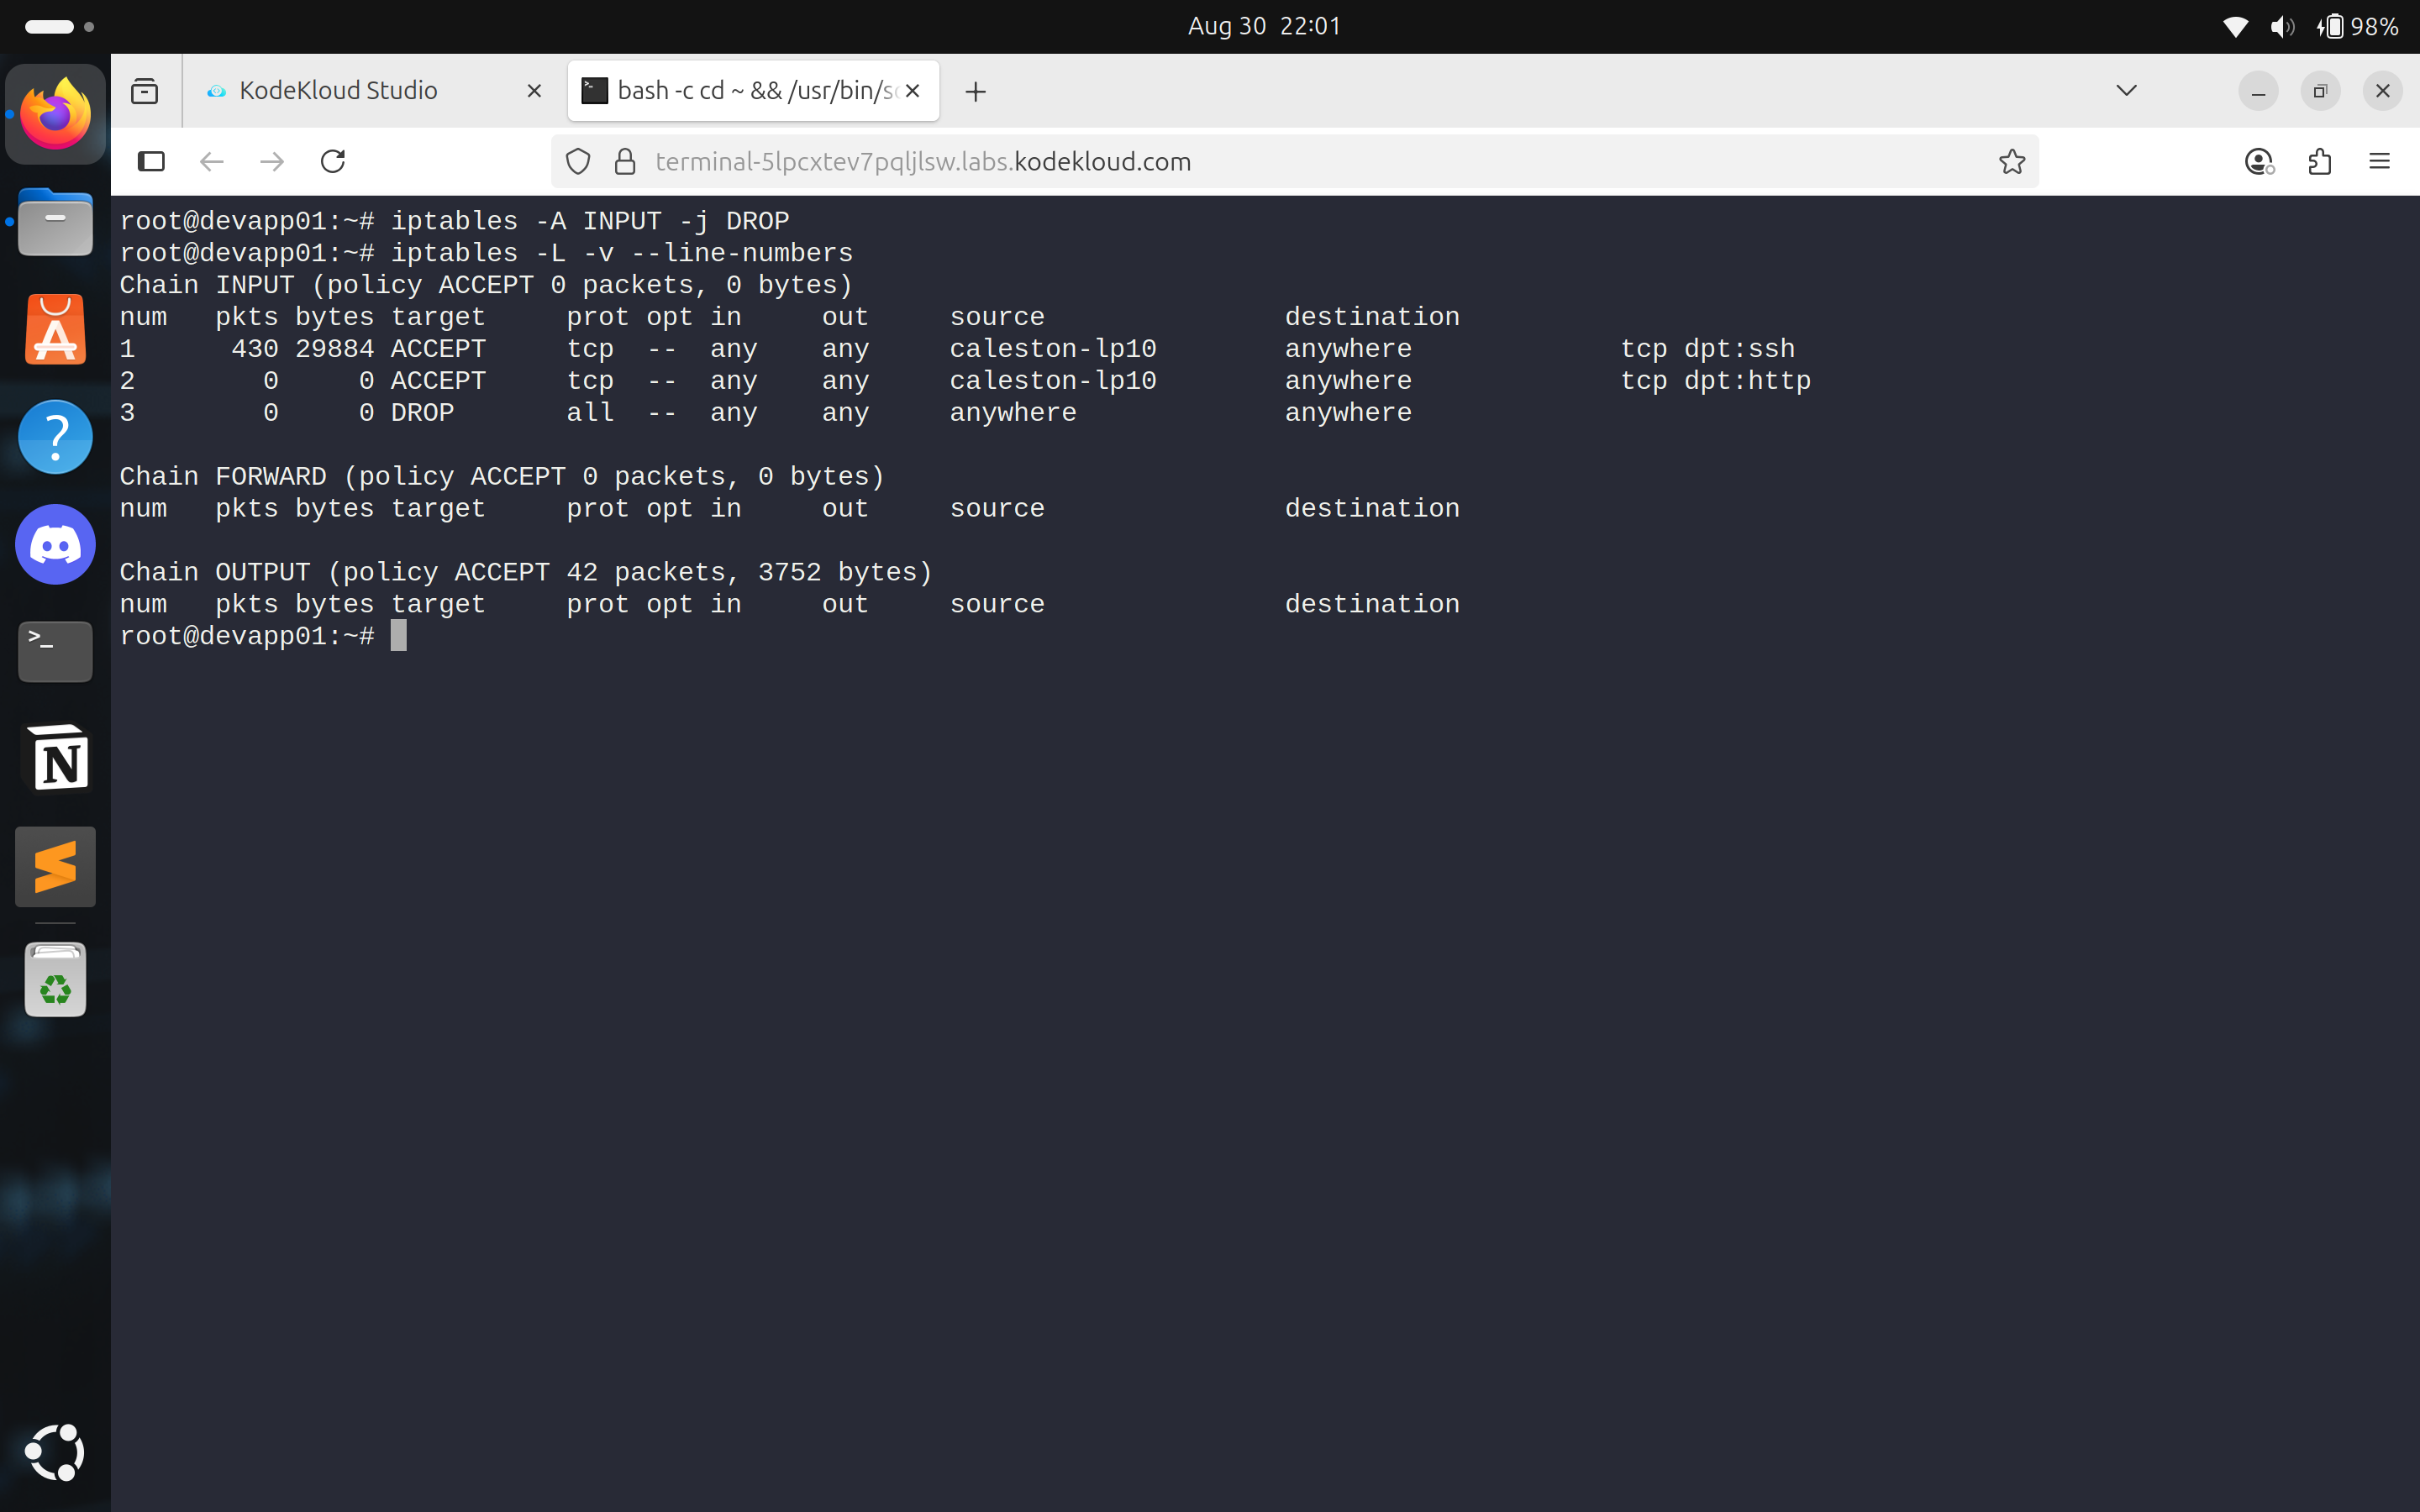 Aug 30 22:01
98%
KodeKloud Studio
bash -c cd ~ && /usr/bin/sc
terminal-5lpcxtev7pqljlsw.labs.kodekloud.com
root@devapp01:~# iptables -A INPUT -j DROP
root@devapp01:~# iptables -L -v --line-numbers
Chain INPUT (policy ACCEPT 0 packets, 0 bytes)
num   pkts bytes target     prot opt in     out     source               destination
1      430 29884 ACCEPT     tcp  --  any    any     caleston-lp10        anywhere             tcp dpt:ssh
2        0     0 ACCEPT     tcp  --  any    any     caleston-lp10        anywhere             tcp dpt:http
3        0     0 DROP       all  --  any    any     anywhere             anywhere

Chain FORWARD (policy ACCEPT 0 packets, 0 bytes)
num   pkts bytes target     prot opt in     out     source               destination

Chain OUTPUT (policy ACCEPT 42 packets, 3752 bytes)
num   pkts bytes target     prot opt in     out     source               destination
root@devapp01:~#